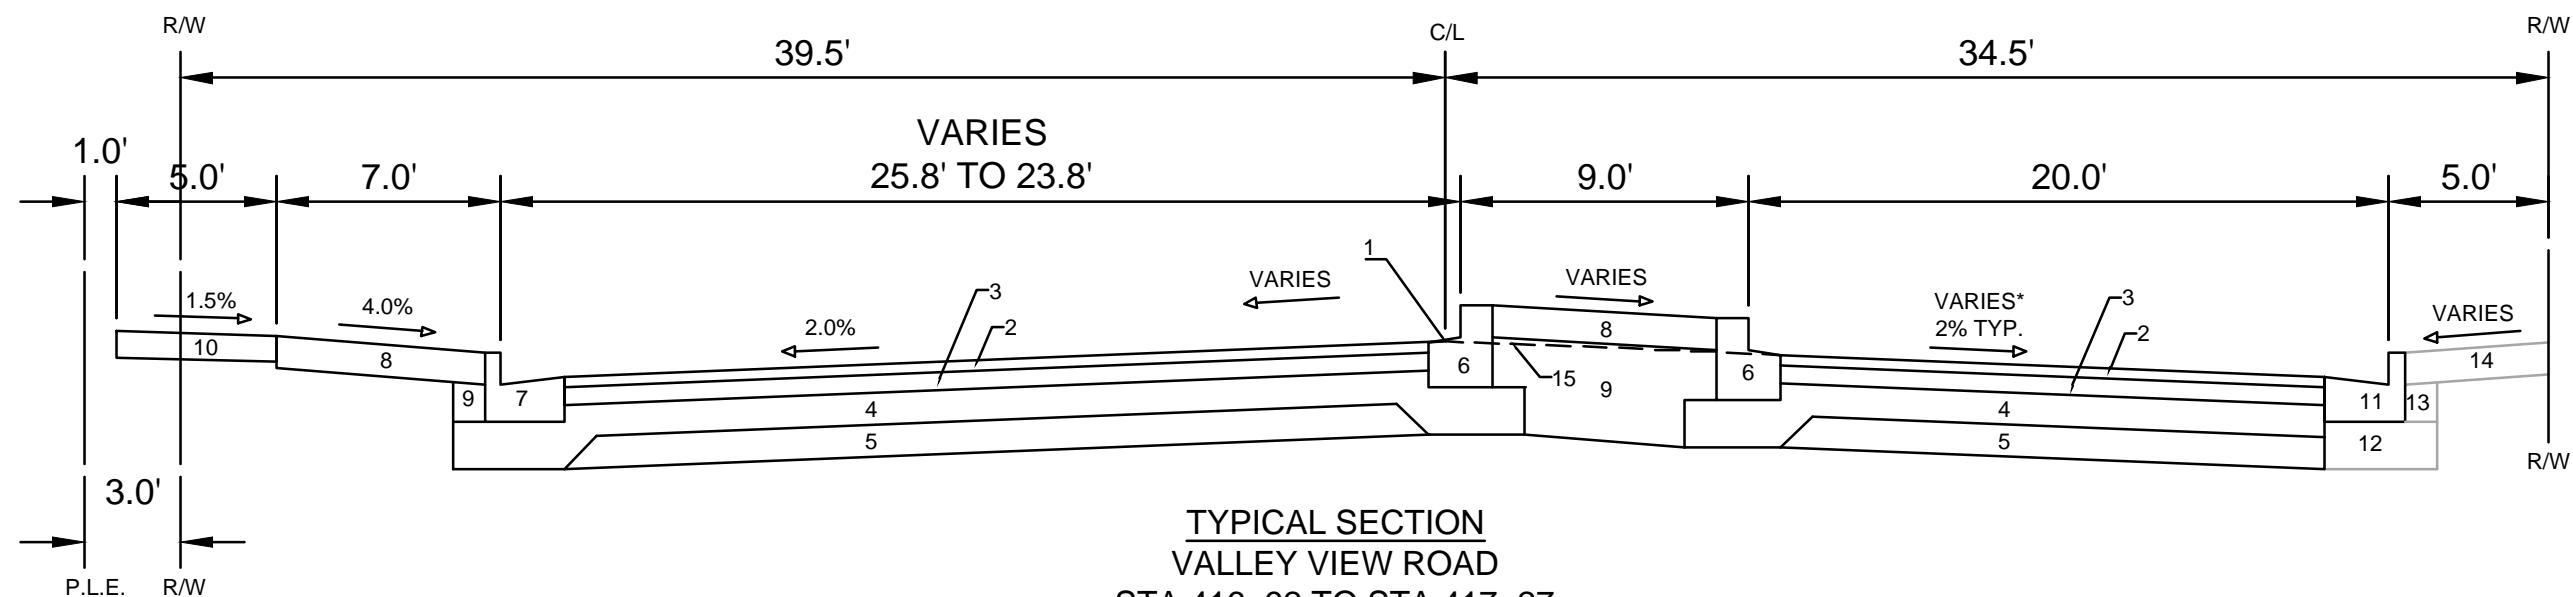 R/W
C/L
R/W
39.5'
34.5'
VARIES
1.0'
5.0'
7.0'
25.8' TO 23.8'
9.0'
20.0'
5.0'
1
VARIES
VARIES
1.5%
4.0%
3
VARIES*
3
2
2.0%
2% TYP.
2
VARIES
10
8
8
14
6
15
6
9
7
9
11
13
4
4
5
5
12
R/W
3.0'
TYPICAL SECTION
VALLEY VIEW ROAD
P.L.E.
R/W